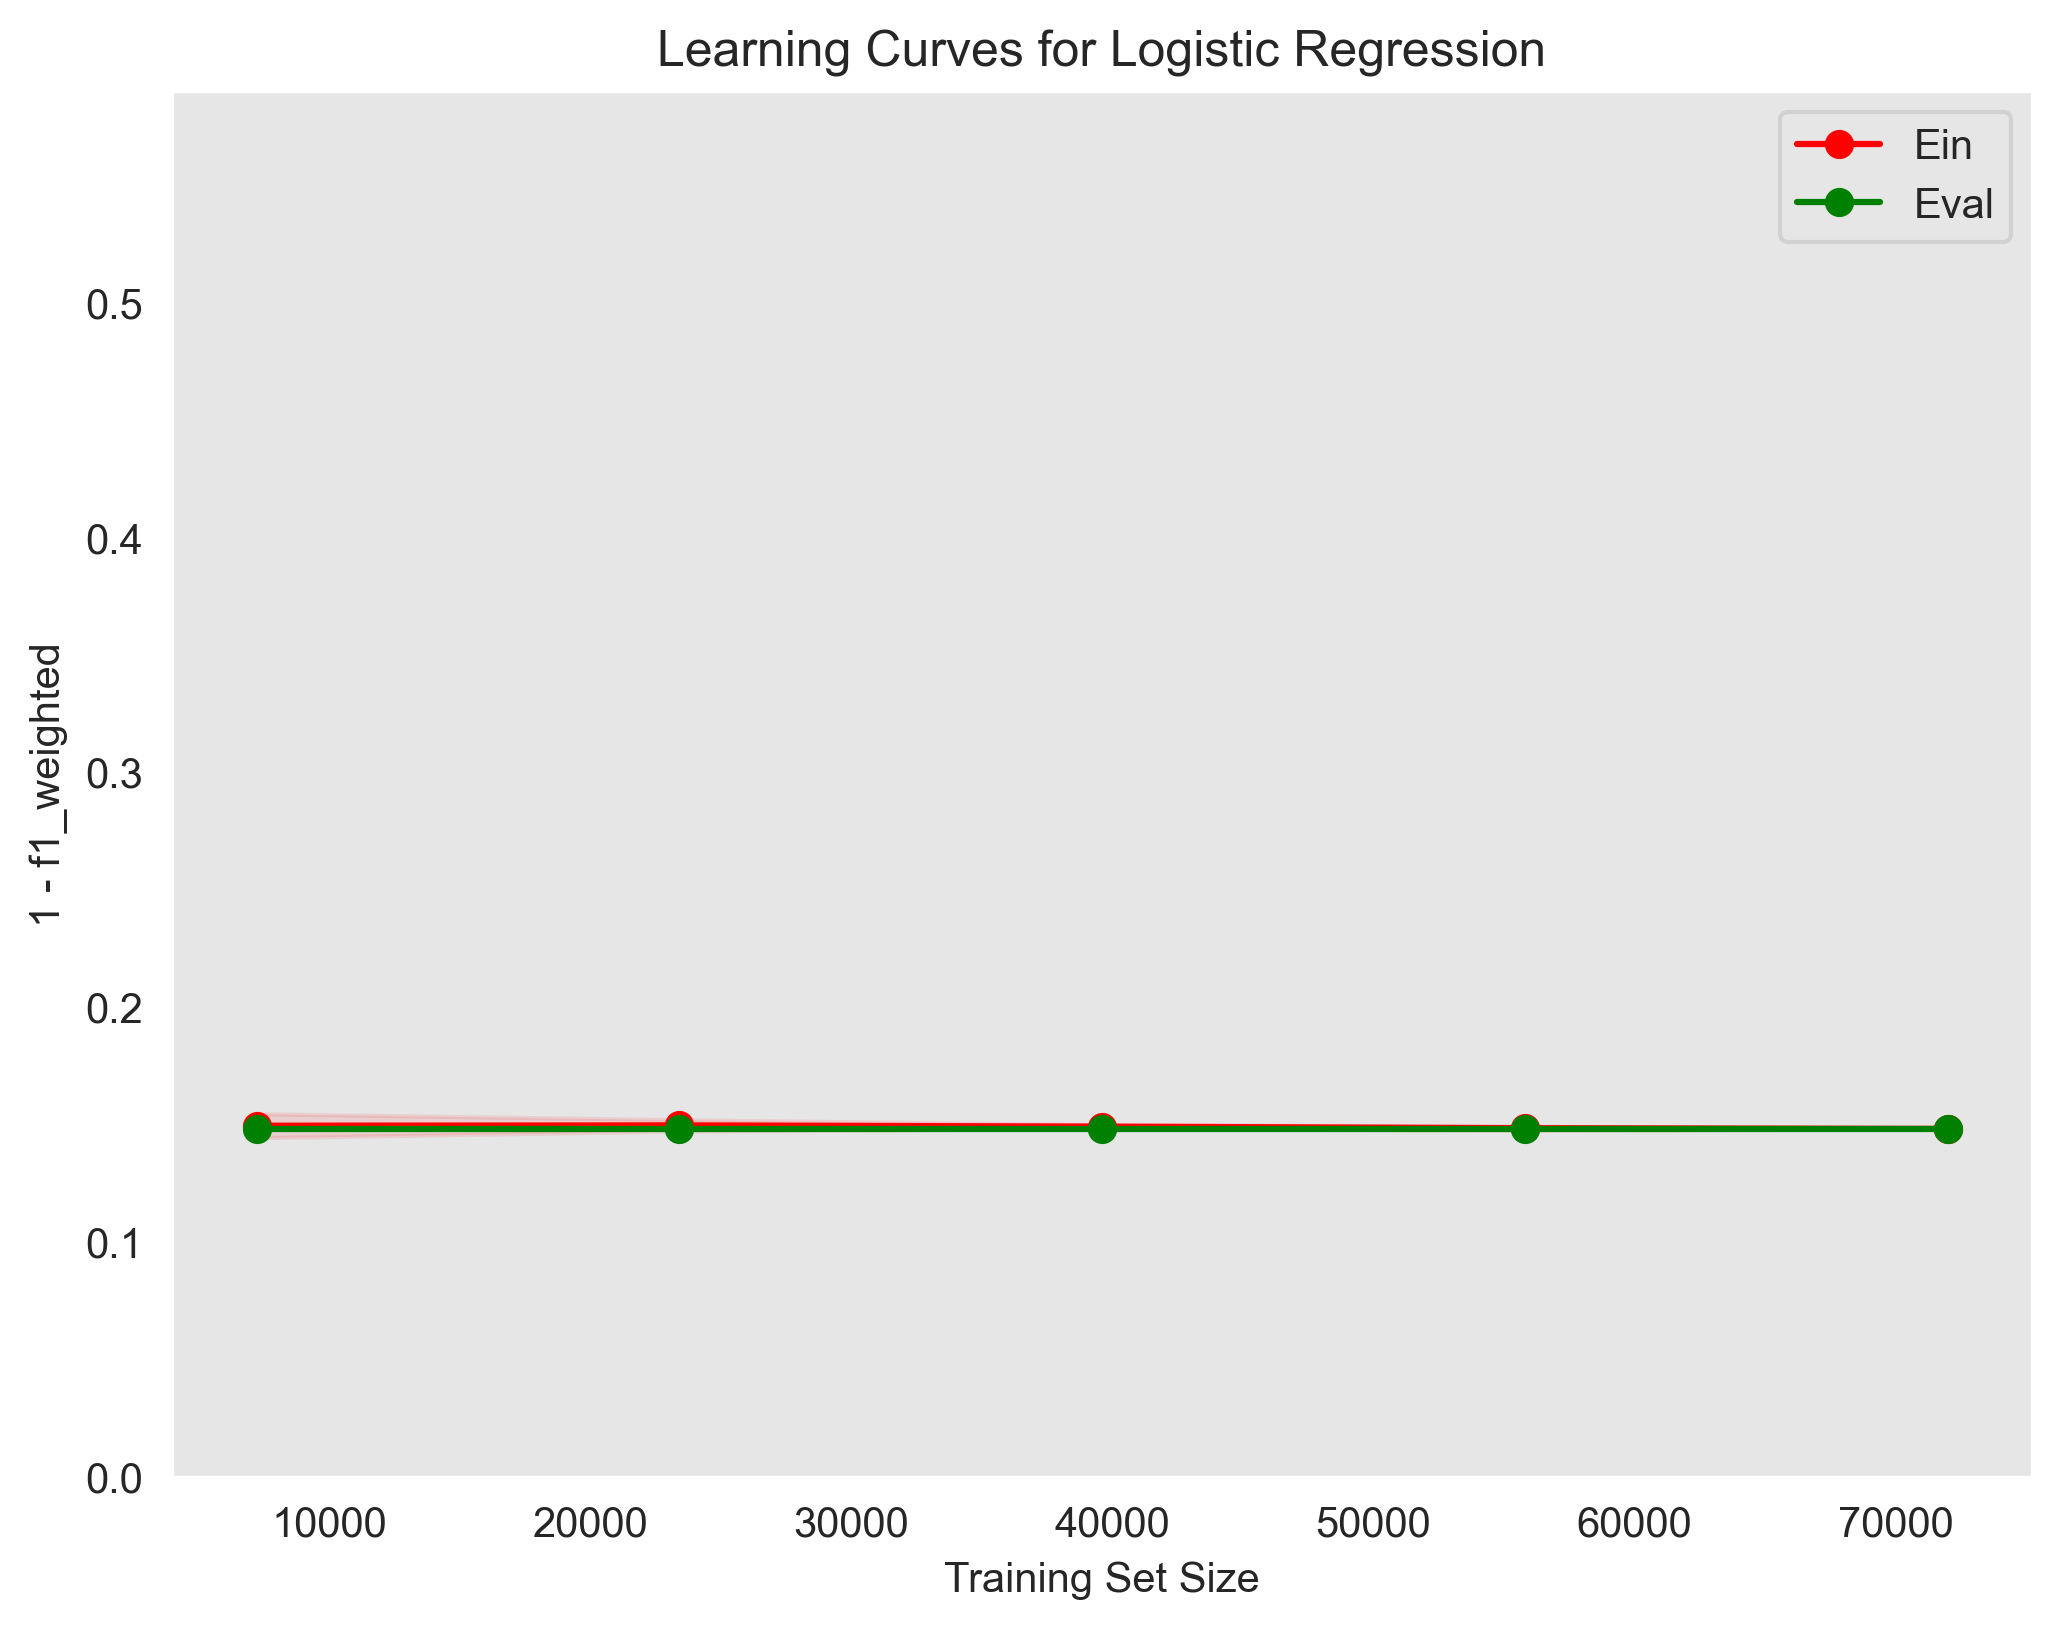 Learning Curves for Logistic Regression
Ein
Eval
0.5
0.4
0.3
0.2
0.1
0.0
1 - f1_weighted
10000 20000 30000 40000 50000 60000 70000
Training Set Size